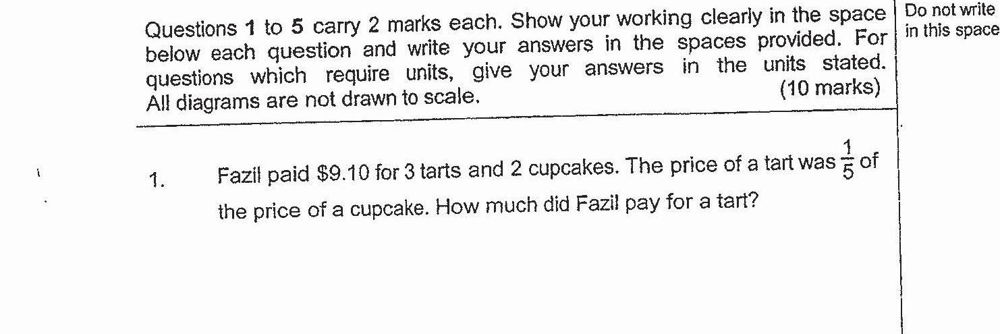 Questions 1 to 5 carry 2 marks each. Show your working clearly in the space
below each question and write your answers in the spaces provided. For
questions which require units, give your answers in the units stated.
All diagrams are not drawn to scale. (10 marks)
Do not write
in this space
1. Fazil paid $9.10 for 3 tarts and 2 cupcakes. The price of a tart was 1/5 of
the price of a cupcake. How much did Fazil pay for a tart?